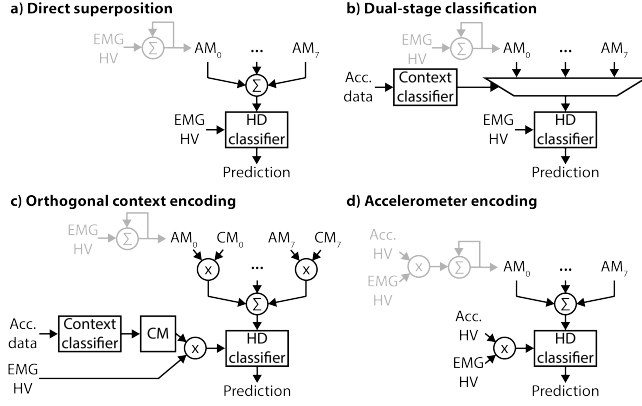 a) Direct superposition
EMG
HV
Σ
AM0
...
AM7
Σ
EMG
HV
HD
classifier
Prediction
b) Dual-stage classification
EMG
HV
Σ
AM0
...
AM7
Acc.
data
Context
classifier
EMG
HV
HD
classifier
Prediction
c) Orthogonal context encoding
EMG
HV
Σ
AM0
CM0
AM7
CM7
x
...
x
Σ
Acc.
data
Context
classifier
CM
x
HD
classifier
EMG
HV
Prediction
d) Accelerometer encoding
Acc.
HV
x
Σ
EMG
HV
AM0
...
AM7
Σ
Acc.
HV
x
EMG
HV
HD
classifier
Prediction